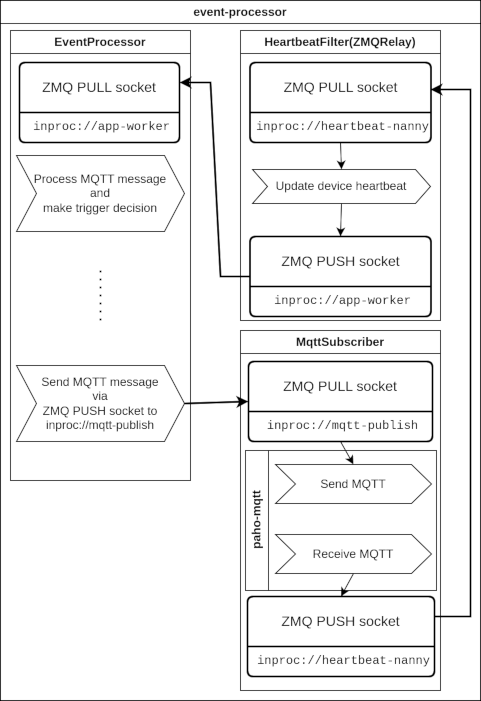 event-processor
EventProcessor
ZMQ PULL socket
inproc://app-worker
Process MQTT message
and
make trigger decision
Send MQTT message
via
ZMQ PUSH socket to
inproc://mqtt-publish
HeartbeatFilter(ZMQRelay)
ZMQ PULL socket
inproc://heartbeat-nanny
Update device heartbeat
ZMQ PUSH socket
inproc://app-worker
MqttSubscriber
ZMQ PULL socket
inproc://mqtt-publish
paho-mqtt
Send MQTT
Receive MQTT
ZMQ PUSH socket
inproc://heartbeat-nanny